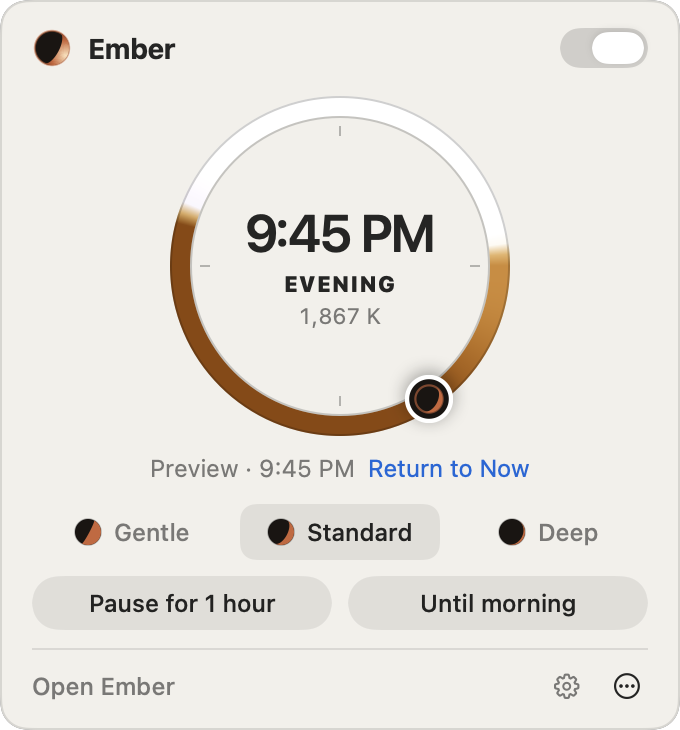 Ember
9:45 PM
EVENING
1,867 K
Preview · 9:45 PM Return to Now
Gentle Standard Deep
Pause for 1 hour Until morning
Open Ember